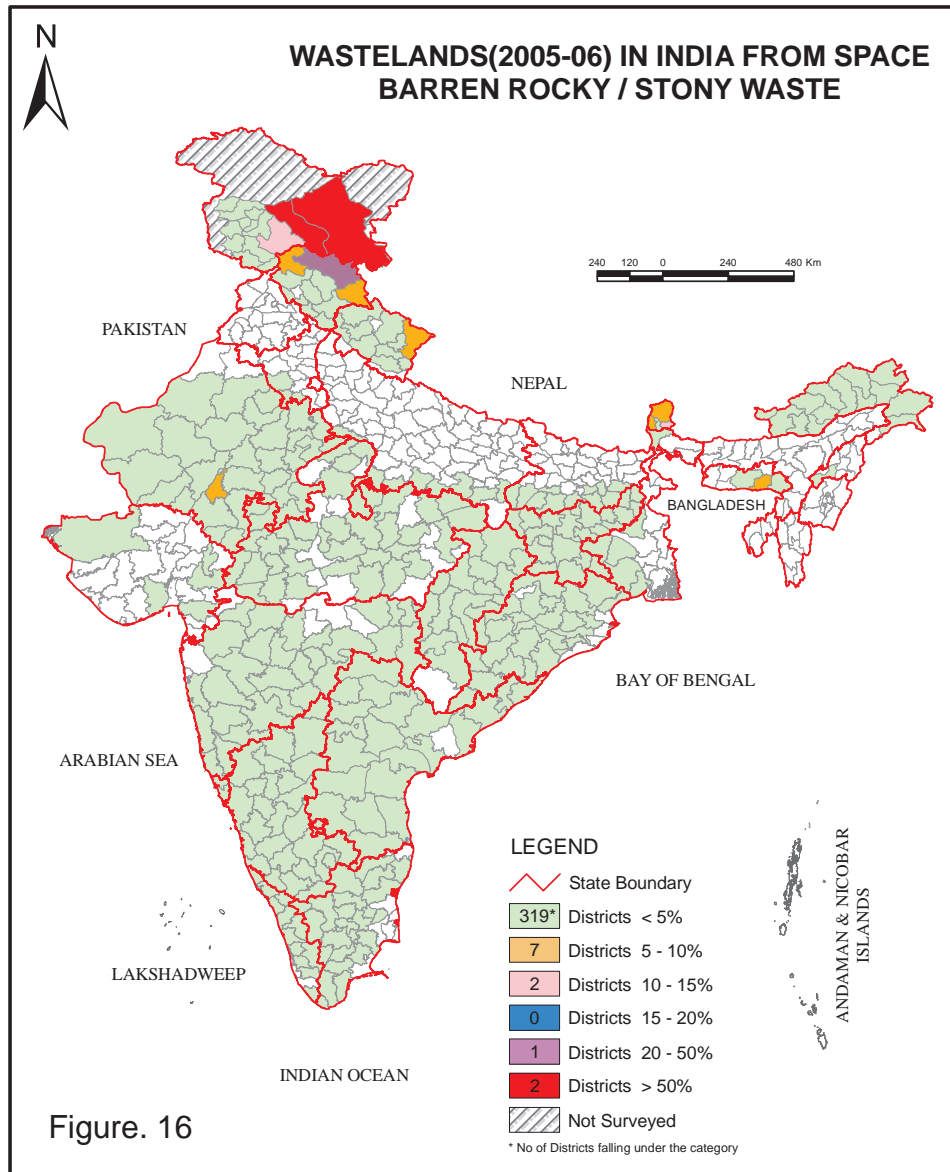 N
WASTELANDS(2005-06) IN INDIA FROM SPACE
BARREN ROCKY / STONY WASTE
240 120 0 240 480 Km
PAKISTAN
NEPAL
BANGLADESH
BAY OF BENGAL
ARABIAN SEA
LAKSHADWEEP
INDIAN OCEAN
ANDAMAN & NICOBAR
ISLANDS
LEGEND
State Boundary
319* Districts < 5%
7 Districts 5 - 10%
2 Districts 10 - 15%
0 Districts 15 - 20%
1 Districts 20 - 50%
2 Districts > 50%
Not Surveyed
* No of Districts falling under the category
Figure. 16